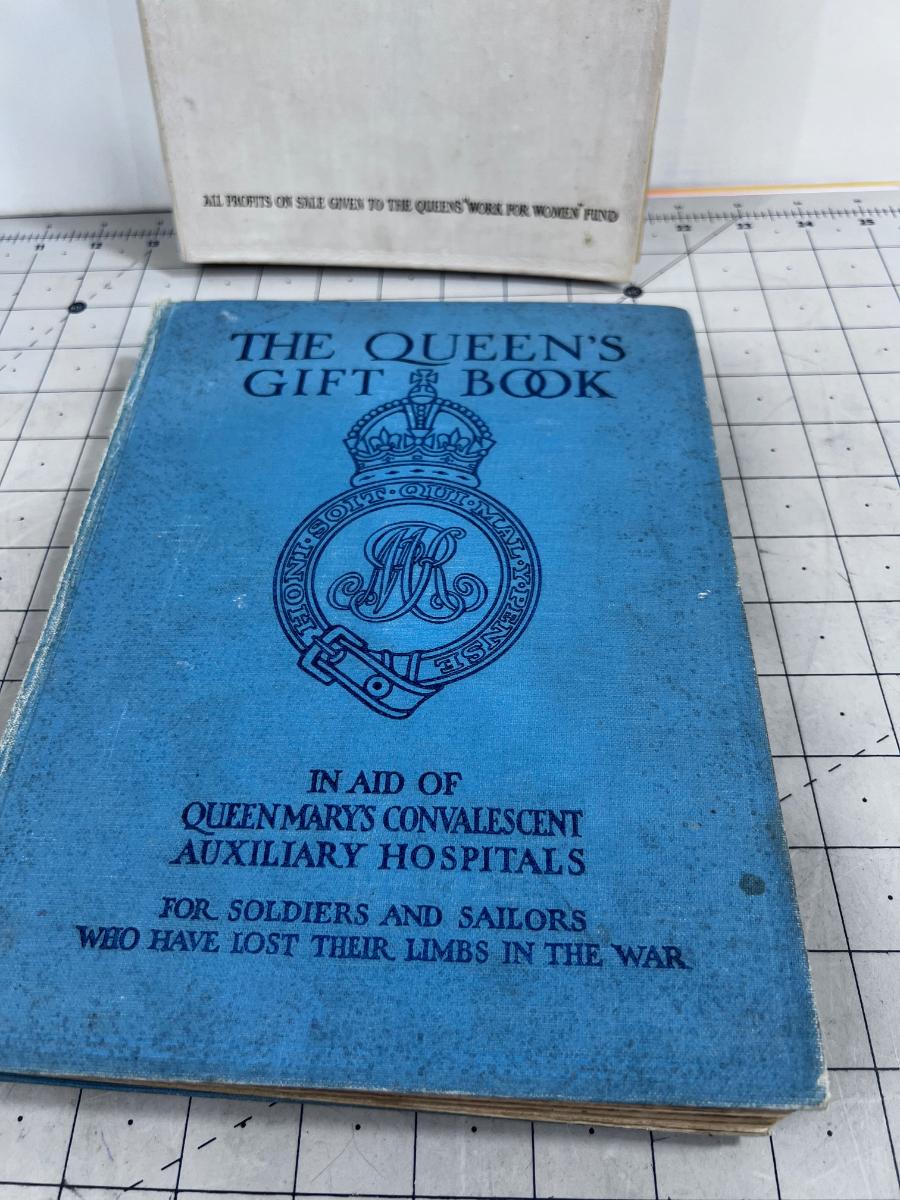 ALL PROFITS ON SALE GIVEN TO THE QUEEN'S "WORK FOR WOMEN" FUND
THE QUEEN'S
GIFT BOOK
HONI · SOIT · QUI · MAL · Y · PENSE
IN AID OF
QUEEN MARY'S CONVALESCENT
AUXILIARY HOSPITALS
FOR SOLDIERS AND SAILORS
WHO HAVE LOST THEIR LIMBS IN THE WAR